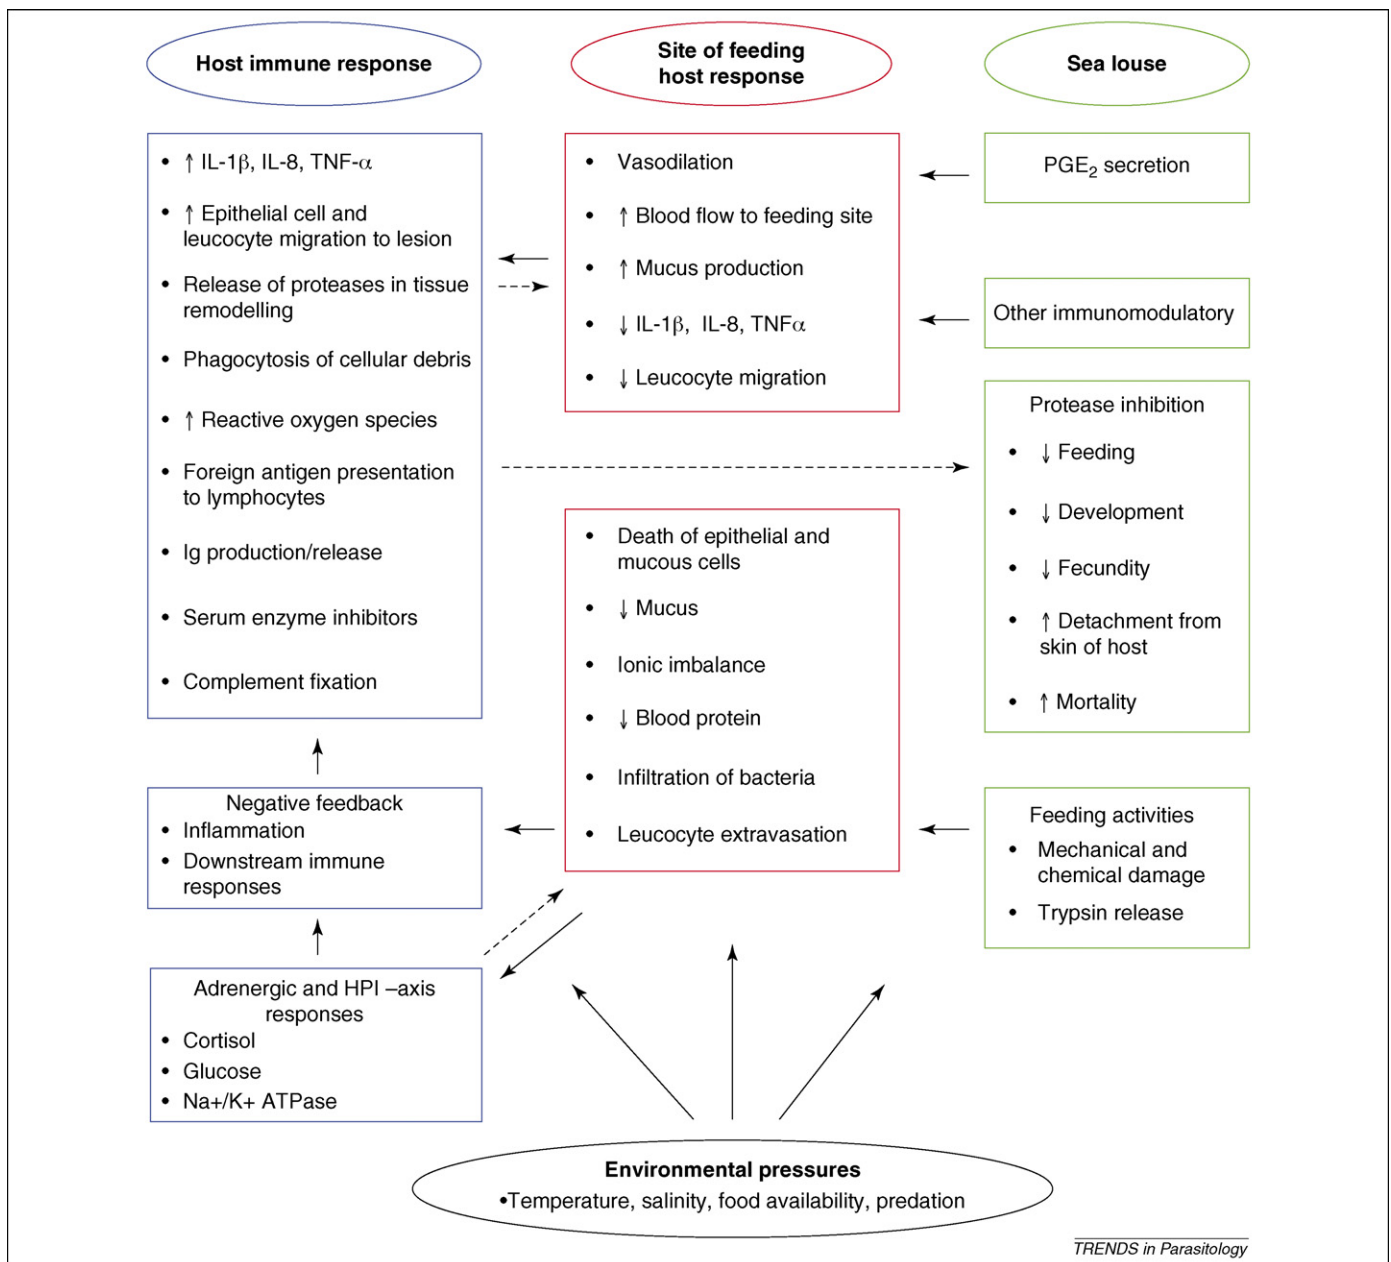 Host immune response
Site of feeding
host response
Sea louse
• ↑ IL-1β, IL-8, TNF-α
• ↑ Epithelial cell and
leucocyte migration to lesion
• Release of proteases in tissue
remodelling
• Phagocytosis of cellular debris
• ↑ Reactive oxygen species
• Foreign antigen presentation
to lymphocytes
• Ig production/release
• Serum enzyme inhibitors
• Complement fixation
Negative feedback
• Inflammation
• Downstream immune
responses
Adrenergic and HPI –axis
responses
• Cortisol
• Glucose
• Na+/K+ ATPase
• Vasodilation
• ↑ Blood flow to feeding site
• ↑ Mucus production
• ↓ IL-1β, IL-8, TNFα
• ↓ Leucocyte migration
• Death of epithelial and
mucous cells
• ↓ Mucus
• Ionic imbalance
• ↓ Blood protein
• Infiltration of bacteria
• Leucocyte extravasation
PGE₂ secretion
Other immunomodulatory
Protease inhibition
• ↓ Feeding
• ↓ Development
• ↓ Fecundity
• ↑ Detachment from
skin of host
• ↑ Mortality
Feeding activities
• Mechanical and
chemical damage
• Trypsin release
Environmental pressures
•Temperature, salinity, food availability, predation
TRENDS in Parasitology